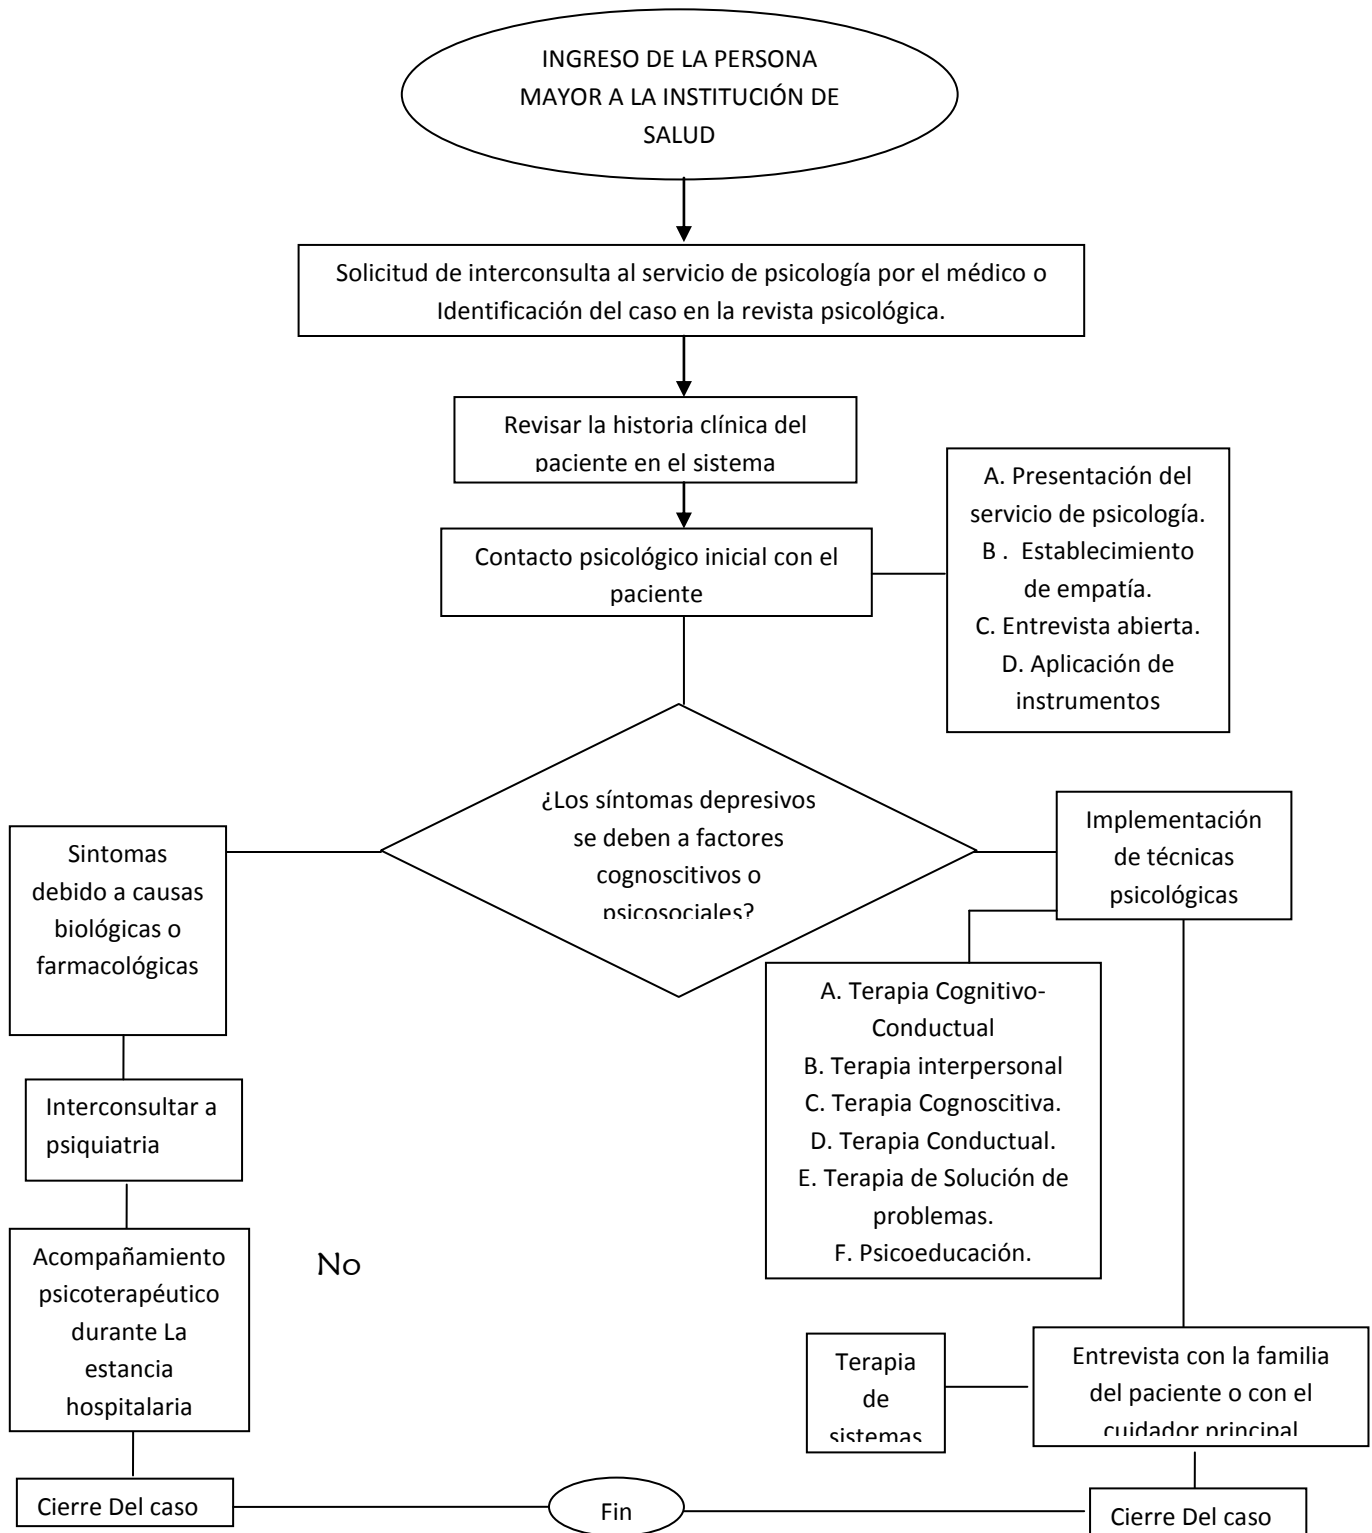 INGRESO DE LA PERSONA
MAYOR A LA INSTITUCIÓN DE
SALUD
Solicitud de interconsulta al servicio de psicología por el médico o
Identificación del caso en la revista psicológica.
Revisar la historia clínica del
paciente en el sistema
Contacto psicológico inicial con el
paciente
A. Presentación del
servicio de psicología.
B . Establecimiento
de empatía.
C. Entrevista abierta.
D. Aplicación de
instrumentos
¿Los síntomas depresivos
se deben a factores
cognoscitivos o
psicosociales?
Sintomas
debido a causas
biológicas o
farmacológicas
Implementación
de técnicas
psicológicas
A. Terapia Cognitivo-
Conductual
B. Terapia interpersonal
C. Terapia Cognoscitiva.
D. Terapia Conductual.
E. Terapia de Solución de
problemas.
F. Psicoeducación.
Interconsultar a
psiquiatria
Acompañamiento
psicoterapéutico
durante La
estancia
hospitalaria
No
Terapia
de
sistemas
Entrevista con la familia
del paciente o con el
cuidador principal
Cierre Del caso
Fin
Cierre Del caso